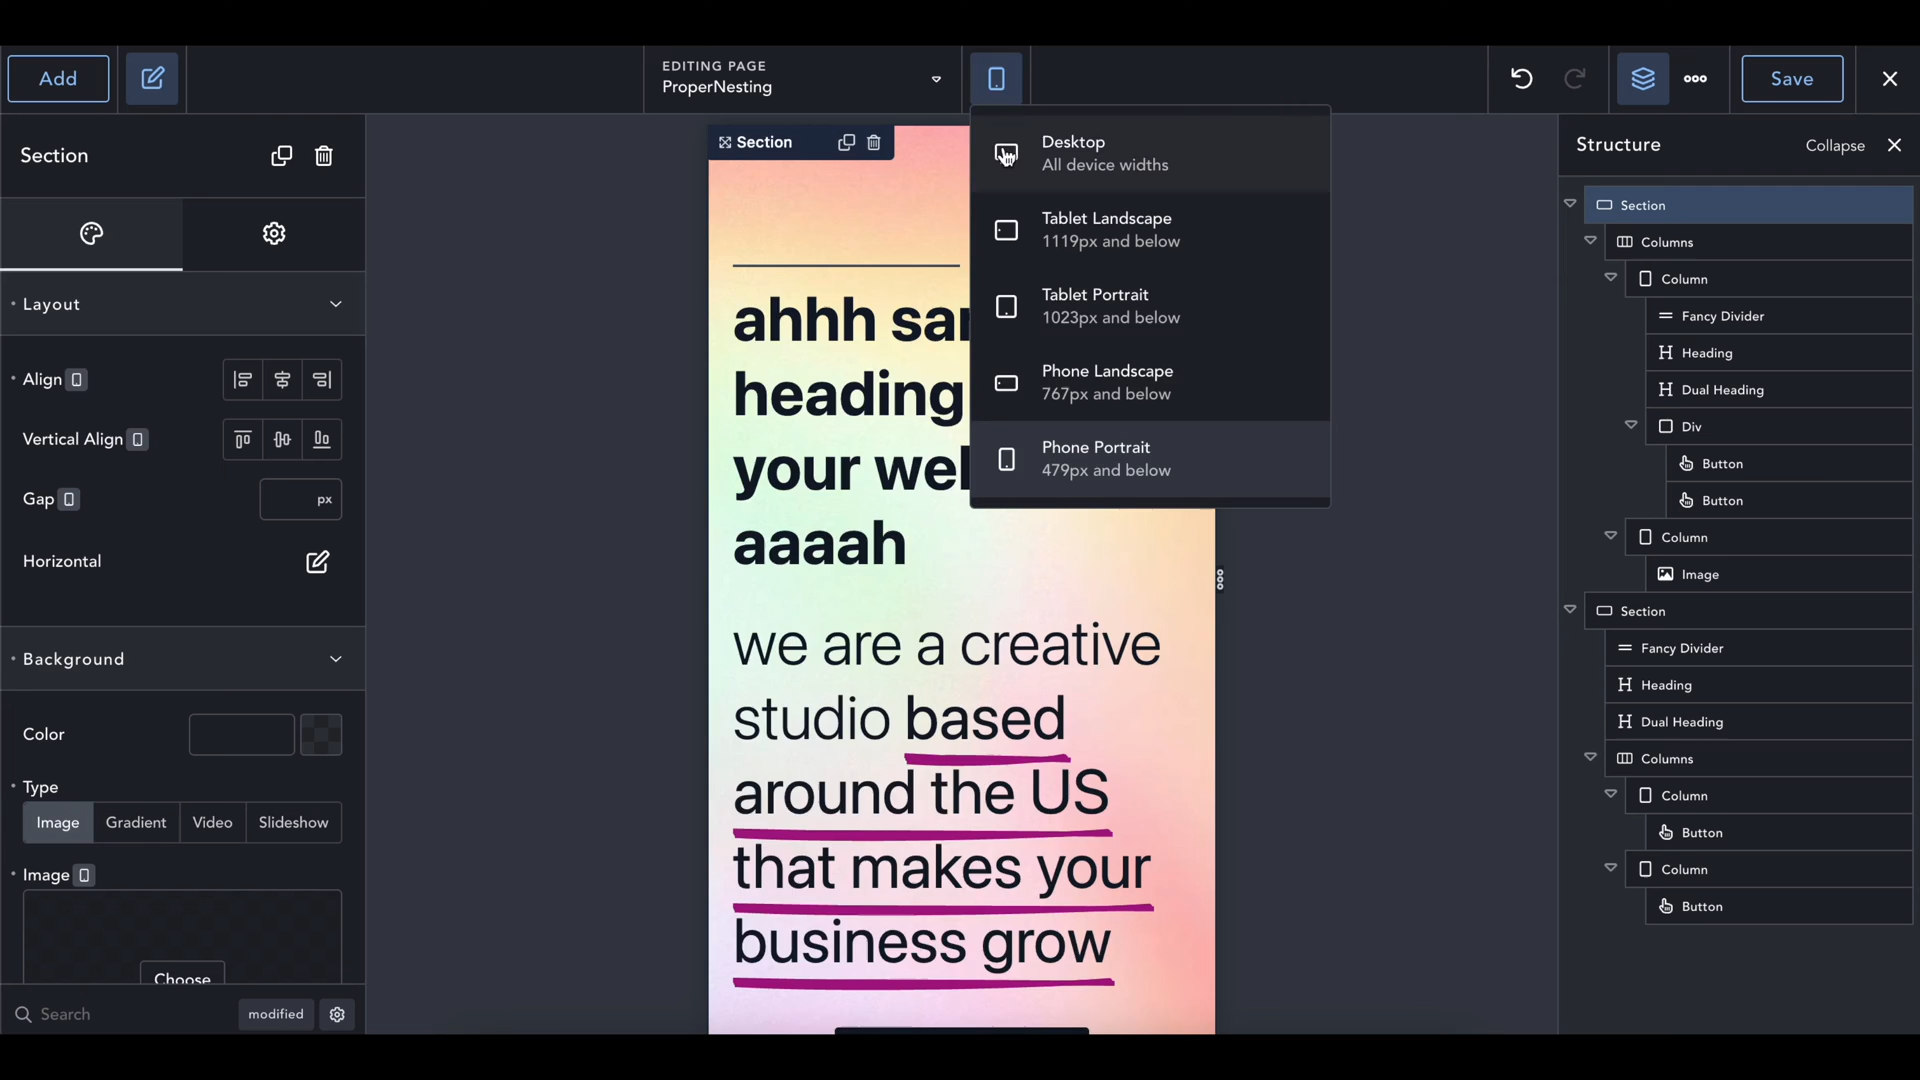 Add
EDITING PAGE
ProperNesting
Save
Section
Layout
Align
Vertical Align
Gap
px
Horizontal
Background
Color
Type
Image
Gradient
Video
Slideshow
Image
Choose
Search
modified
Section
ahhh
heading
your
aaaah
we are a creative
studio based
around the US
that makes your
business grow
Desktop
All device widths
Tablet Landscape
1119px and below
Tablet Portrait
1023px and below
Phone Landscape
767px and below
Phone Portrait
479px and below
Structure
Collapse
Section
Columns
Column
Fancy Divider
Heading
Dual Heading
Div
Button
Button
Column
Image
Section
Fancy Divider
Heading
Dual Heading
Columns
Column
Button
Column
Button